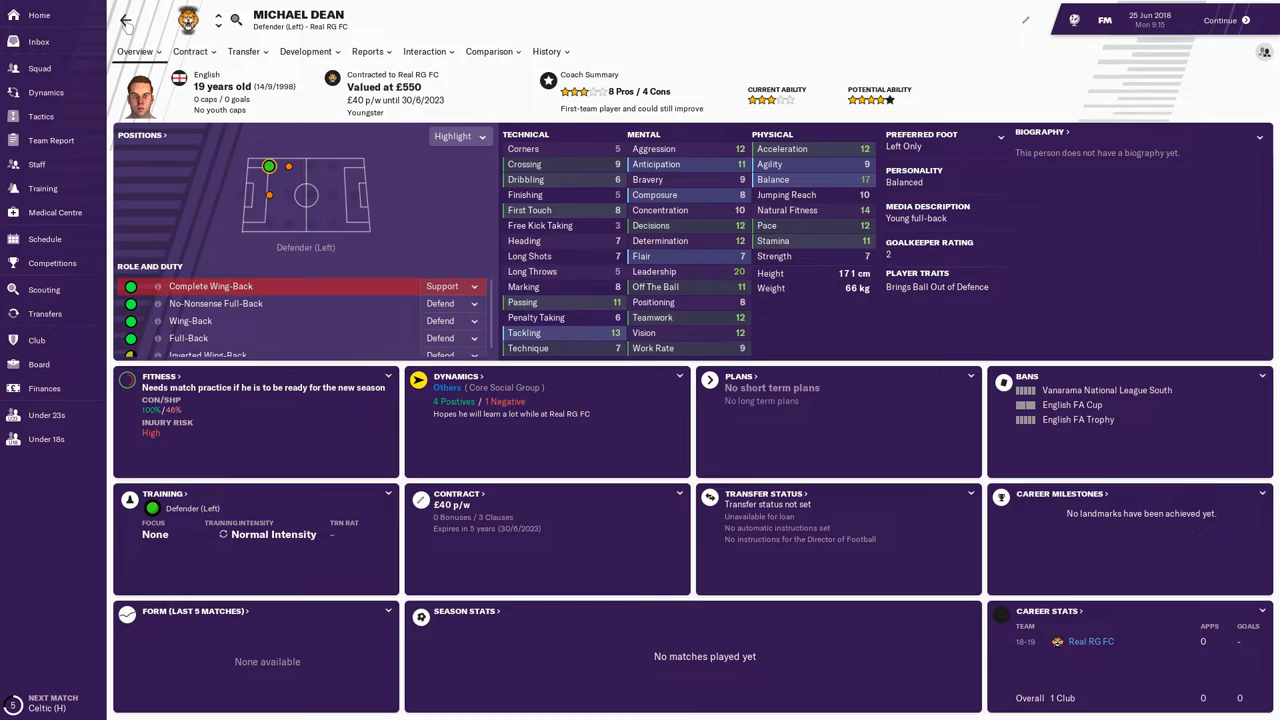 Home
Inbox
Squad
Dynamics
Tactics
Team Report
Staff
Training
Medical Centre
Schedule
Competitions
Scouting
Transfers
Club
Board
Finances
Under 23s
Under 18s
5
NEXT MATCH
Celtic (H)
MICHAEL DEAN
Defender (Left) - Real RG FC
FM
25 Jun 2018
Mon 9:15
Continue
Overview
Contract
Transfer
Development
Reports
Interaction
Comparison
History
English
19 years old (14/9/1998)
0 caps / 0 goals
No youth caps
Contracted to Real RG FC
Valued at £550
£40 p/w until 30/6/2023
Youngster
Coach Summary
8 Pros / 4 Cons
First-team player and could still improve
CURRENT ABILITY
POTENTIAL ABILITY
POSITIONS >
Highlight
Defender (Left)
ROLE AND DUTY
Complete Wing-Back Support
No-Nonsense Full-Back Defend
Wing-Back Defend
Full-Back Defend
Inverted Wing-Back Defend
TECHNICAL
Corners 5
Crossing 9
Dribbling 6
Finishing 5
First Touch 8
Free Kick Taking 3
Heading 7
Long Shots 7
Long Throws 5
Marking 8
Passing 11
Penalty Taking 6
Tackling 13
Technique 7
MENTAL
Aggression 12
Anticipation 11
Bravery 9
Composure 8
Concentration 10
Decisions 12
Determination 12
Flair 7
Leadership 20
Off The Ball 11
Positioning 8
Teamwork 12
Vision 12
Work Rate 9
PHYSICAL
Acceleration 12
Agility 9
Balance 17
Jumping Reach 10
Natural Fitness 14
Pace 12
Stamina 11
Strength 7
Height 171 cm
Weight 66 kg
PREFERRED FOOT
Left Only
PERSONALITY
Balanced
MEDIA DESCRIPTION
Young full-back
GOALKEEPER RATING
2
PLAYER TRAITS
Brings Ball Out of Defence
BIOGRAPHY >
This person does not have a biography yet.
FITNESS >
Needs match practice if he is to be ready for the new season
CON/SHP
100%/46%
INJURY RISK
High
DYNAMICS >
Others ( Core Social Group )
4 Positives / 1 Negative
Hopes he will learn a lot while at Real RG FC
PLANS >
No short term plans
No long term plans
BANS
Vanarama National League South
English FA Cup
English FA Trophy
TRAINING >
Defender (Left)
FOCUS
None
TRAINING INTENSITY
Normal Intensity
TRN RAT
-
CONTRACT >
£40 p/w
0 Bonuses / 3 Clauses
Expires in 5 years (30/6/2023)
TRANSFER STATUS >
Transfer status not set
Unavailable for loan
No automatic instructions set
No instructions for the Director of Football
CAREER MILESTONES >
No landmarks have been achieved yet.
FORM (LAST 5 MATCHES) >
None available
SEASON STATS >
No matches played yet
CAREER STATS >
TEAM APPS GOALS
18-19 Real RG FC 0 -
Overall 1 Club 0 0